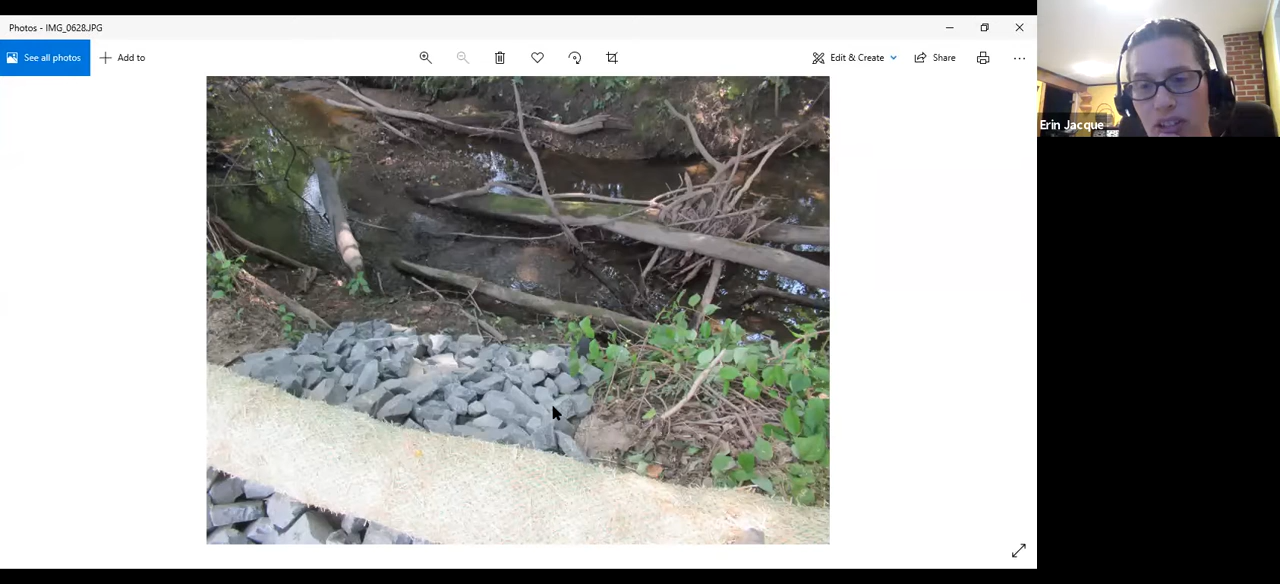 Photos - IMG_0628.JPG
See all photos
Add to
Edit & Create
Share
Erin Jacque